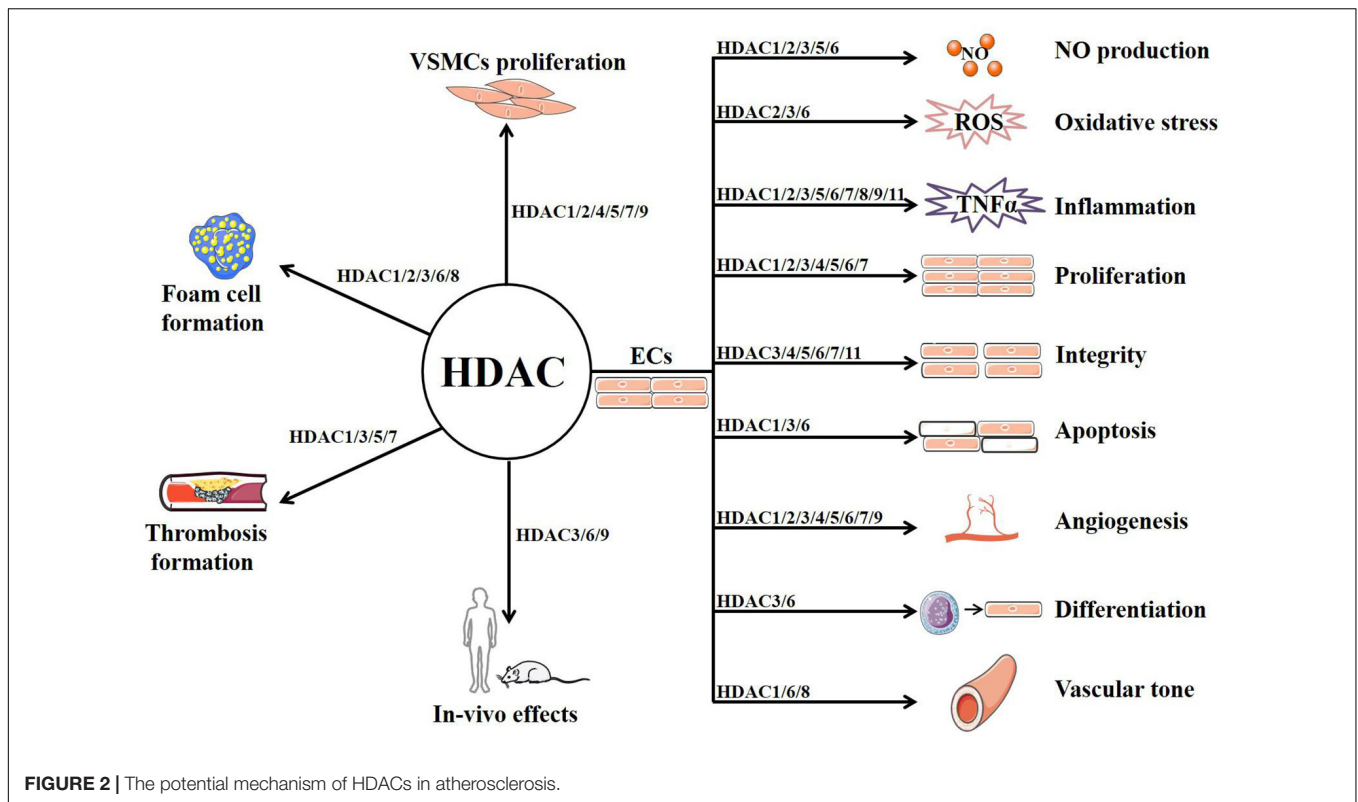 VSMCs proliferation
HDAC1/2/4/5/7/9
HDAC1/2/3/6/8
Foam cell
formation
HDAC
HDAC1/3/5/7
Thrombosis
formation
HDAC3/6/9
In-vivo effects
ECs
HDAC1/2/3/5/6
NO
NO production
HDAC2/3/6
ROS
Oxidative stress
HDAC1/2/3/5/6/7/8/9/11
TNFα
Inflammation
HDAC1/2/3/4/5/6/7
Proliferation
HDAC3/4/5/6/7/11
Integrity
HDAC1/3/6
Apoptosis
HDAC1/2/3/4/5/6/7/9
Angiogenesis
HDAC3/6
Differentiation
HDAC1/6/8
Vascular tone
FIGURE 2 | The potential mechanism of HDACs in atherosclerosis.